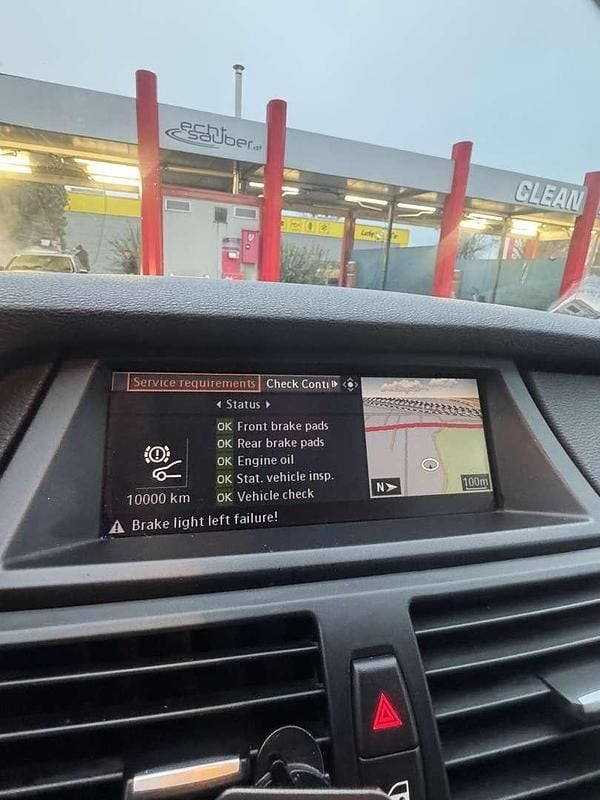 echt
sauber.at
CLEAN
Service requirements
Check Conti
Status
OK Front brake pads
OK Rear brake pads
OK Engine oil
OK Stat. vehicle insp.
OK Vehicle check
10000 km
N
100m
Brake light left failure!